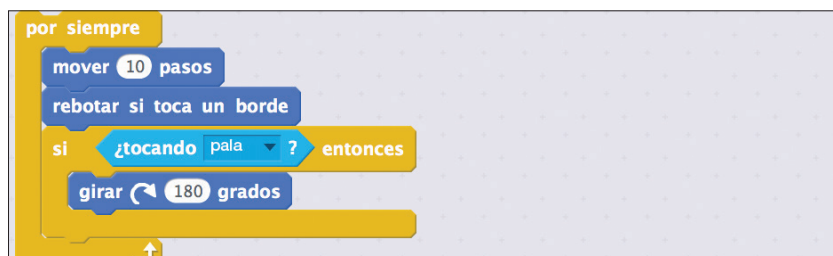 por siempre
mover 10 pasos
rebotar si toca un borde
si ¿tocando pala ? entonces
girar 180 grados